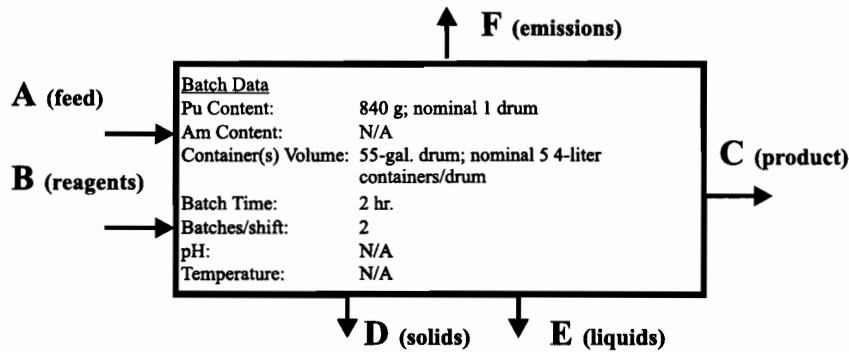 F (emissions)
A (feed)
B (reagents)
Batch Data
Pu Content: 840 g; nominal 1 drum
Am Content: N/A
Container(s) Volume: 55-gal. drum; nominal 5 4-liter
containers/drum
Batch Time: 2 hr.
Batches/shift: 2
pH: N/A
Temperature: N/A
C (product)
D (solids)
E (liquids)